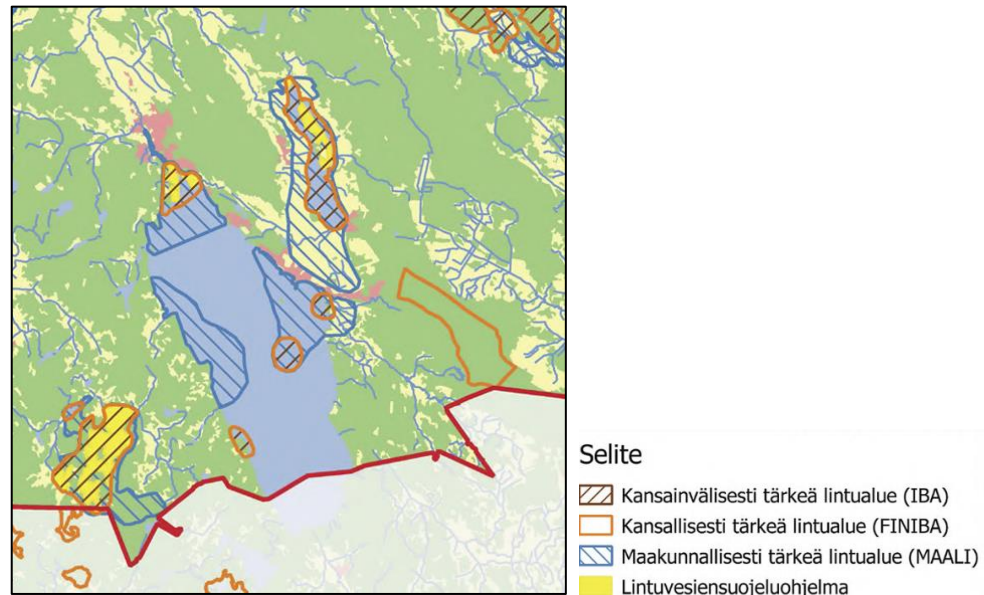 Selite
Kansainvälisesti tärkeä lintualue (IBA)
Kansallisesti tärkeä lintualue (FINIBA)
Maakunnallisesti tärkeä lintualue (MAALI)
Lintuvesiensuojeluohjelma